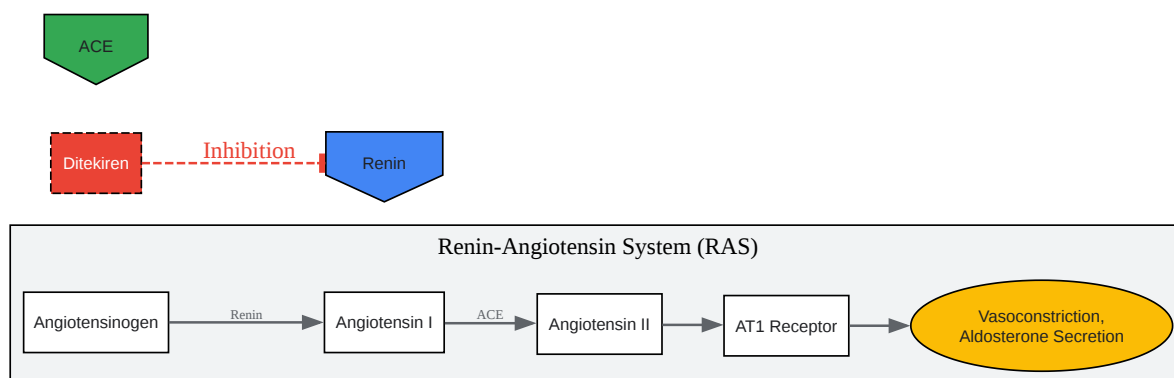 ACE
Ditekiren
Inhibition
Renin
Renin-Angiotensin System (RAS)
Angiotensinogen
Renin
Angiotensin I
ACE
Angiotensin II
AT1 Receptor
Vasoconstriction,
Aldosterone Secretion